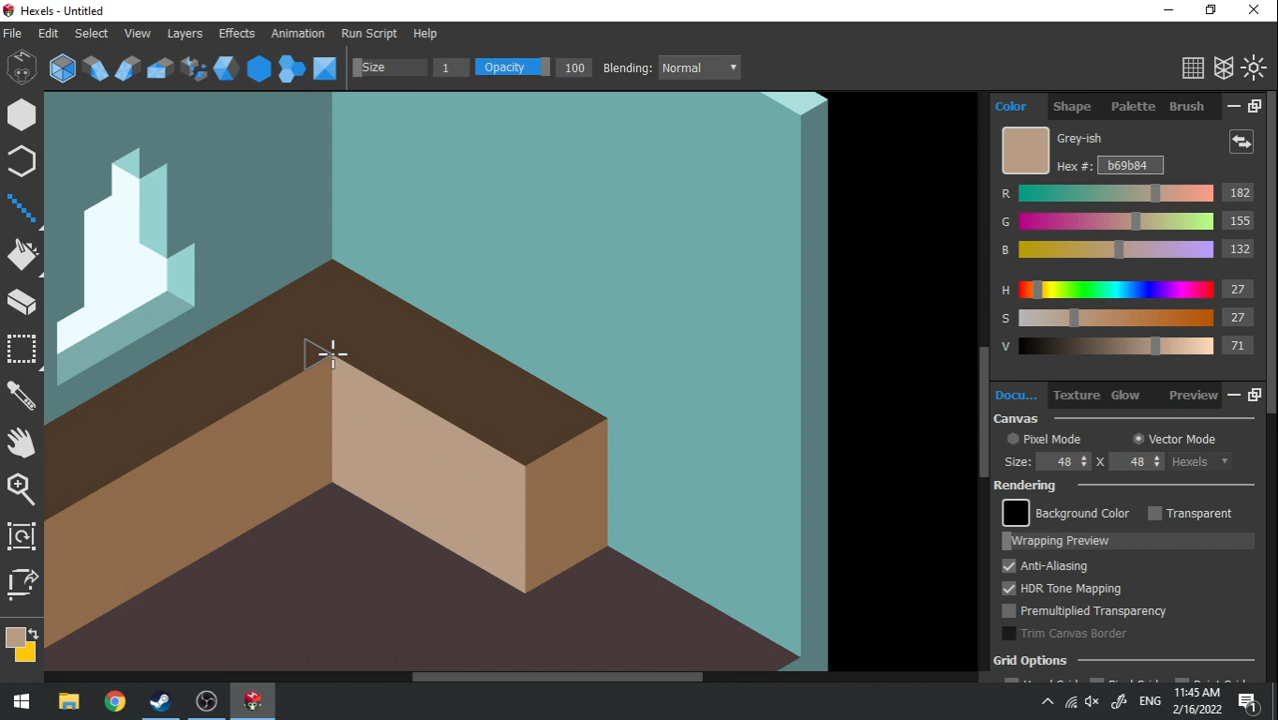 Hexels - Untitled
File Edit Select View Layers Effects Animation Run Script Help
Size 1 Opacity 100 Blending: Normal
Color Shape Palette Brush
Grey-ish
Hex #: b69b84
R 182
G 155
B 132
H 27
S 27
V 71
Docu... Texture Glow Preview
Canvas
Pixel Mode Vector Mode
Size: 48 X 48 Hexels
Rendering
Background Color Transparent
Wrapping Preview
Anti-Aliasing
HDR Tone Mapping
Premultiplied Transparency
Trim Canvas Border
Grid Options
ENG
11:45 AM
2/16/2022
1